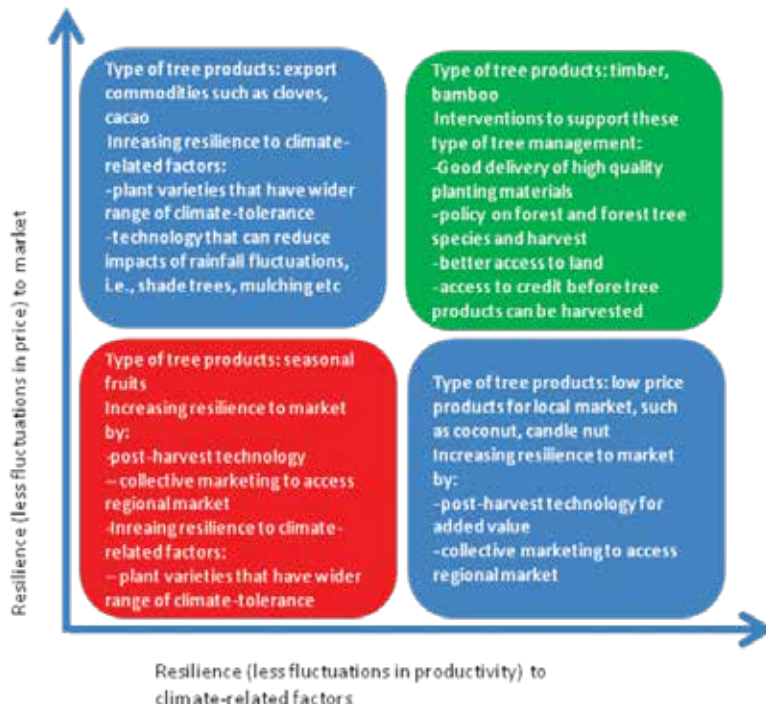 Resilience (less fluctuations in price) to market
Type of tree products: export
commodities such as cloves,
cacao
Inreasing resilience to climate-
related factors:
-plant varieties that have wider
range of climate-tolerance
-technology that can reduce
impacts of rainfall fluctuations,
i.e., shade trees, mulching etc
Type of tree products: timber,
bamboo
Interventions to support these
type of tree management:
-Good delivery of high quality
planting materials
-policy on forest and forest tree
species and harvest
-better access to land
-access to credit before tree
products can be harvested
Type of tree products: seasonal
fruits
Increasing resilience to market
by:
-post-harvest technology
– collective marketing to access
regional market
-Inreaing resilience to climate-
related factors:
– plant varieties that have wider
range of climate-tolerance
Type of tree products: low price
products for local market, such
as coconut, candle nut
Increasing resilience to market
by:
-post-harvest technology for
added value
-collective marketing to access
regional market
Resilience (less fluctuations in productivity) to
climate-related factors